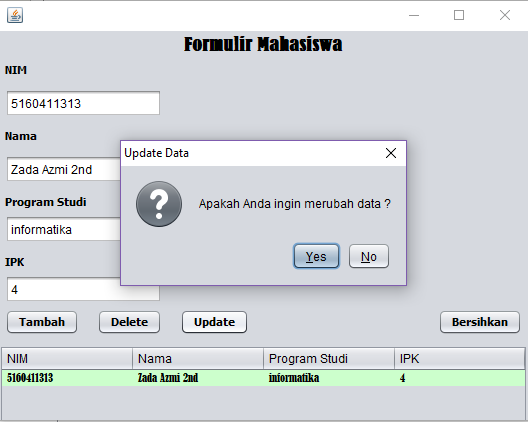 Formulir Mahasiswa
NIM
5160411313
Nama
Zada Azmi 2nd
Program Studi
informatika
IPK
4
Update Data
Apakah Anda ingin merubah data ?
Yes No
Tambah Delete Update Bersihkan
NIM Nama Program Studi IPK
5160411313 Zada Azmi 2nd informatika 4